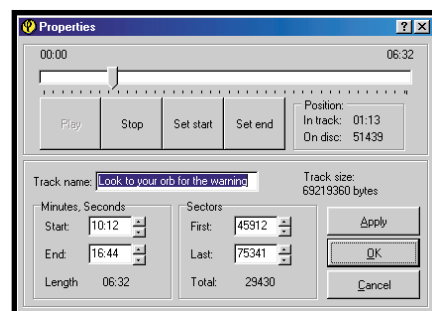 Properties
00:00 06:32
Play Stop Set start Set end
Position:
In track: 01:13
On disc: 51439
Track name: Look to your orb for the warning
Track size:
69219360 bytes
Minutes, Seconds
Start: 10:12
End: 16:44
Length 06:32
Sectors
First: 45912
Last: 75341
Total: 29430
Apply
OK
Cancel